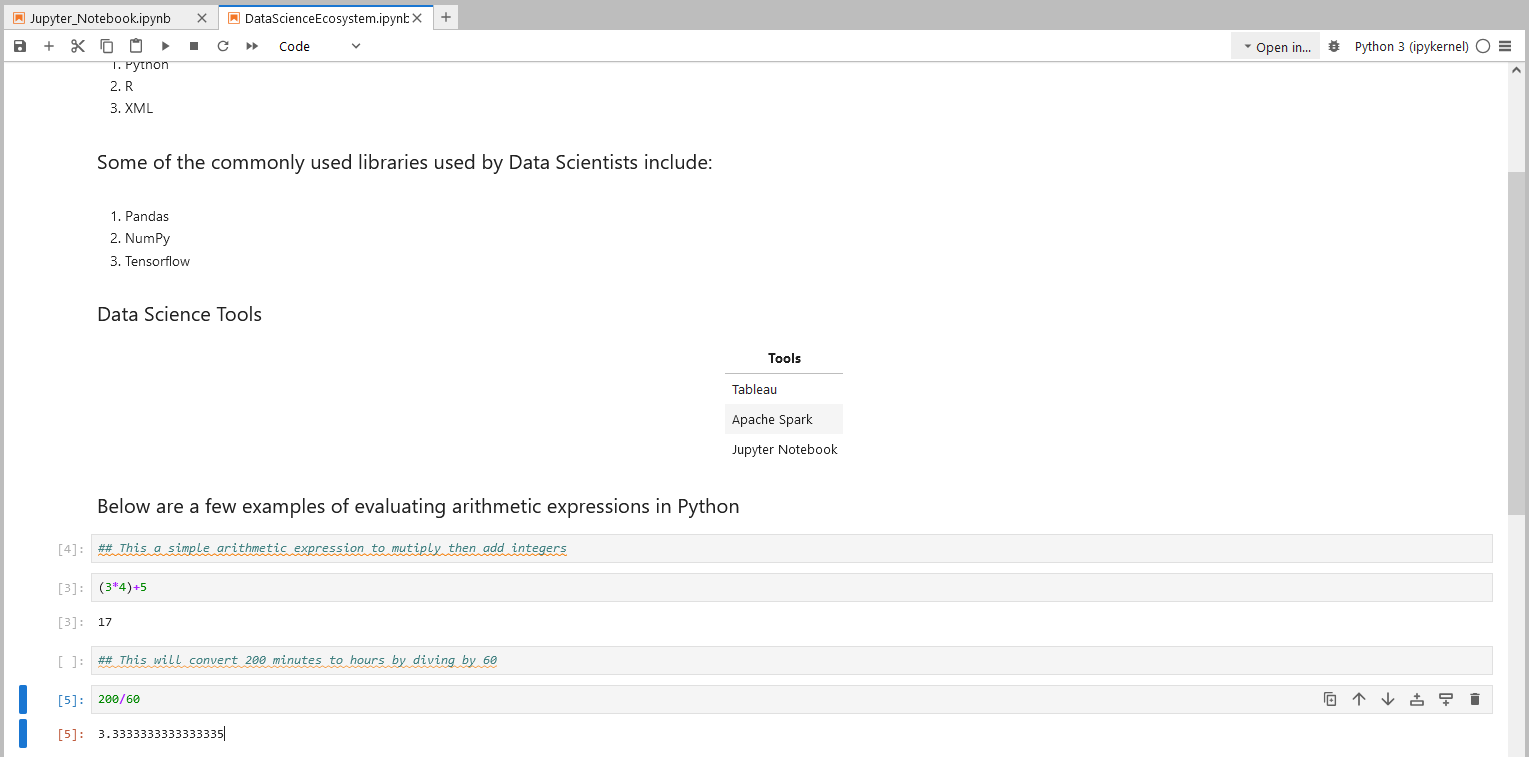 Jupyter_Notebook.ipynb
DataScienceEcosystem.ipynb
Code
Open in...
Python 3 (ipykernel)
1. Python
2. R
3. XML
Some of the commonly used libraries used by Data Scientists include:
1. Pandas
2. NumPy
3. Tensorflow
Data Science Tools
Tools
Tableau
Apache Spark
Jupyter Notebook
Below are a few examples of evaluating arithmetic expressions in Python
[4]: ## This a simple arithmetic expression to mutiply then add integers
[3]: (3*4)+5
[3]: 17
[ ]: ## This will convert 200 minutes to hours by diving by 60
[5]: 200/60
[5]: 3.3333333333333335